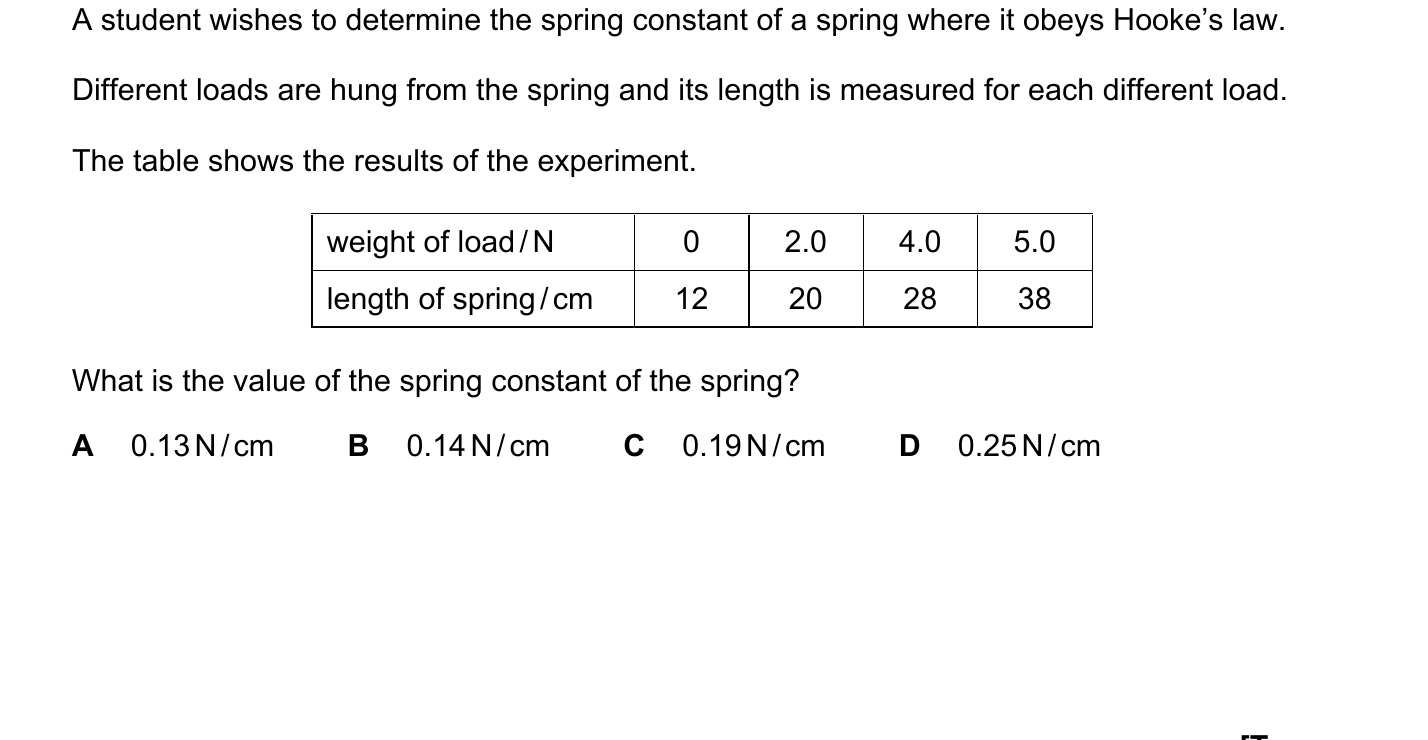 A student wishes to determine the spring constant of a spring where it obeys Hooke’s law.
Different loads are hung from the spring and its length is measured for each different load.
The table shows the results of the experiment.
weight of load / N 0 2.0 4.0 5.0
length of spring / cm 12 20 28 38
What is the value of the spring constant of the spring?
A 0.13 N / cm B 0.14 N / cm C 0.19 N / cm D 0.25 N / cm